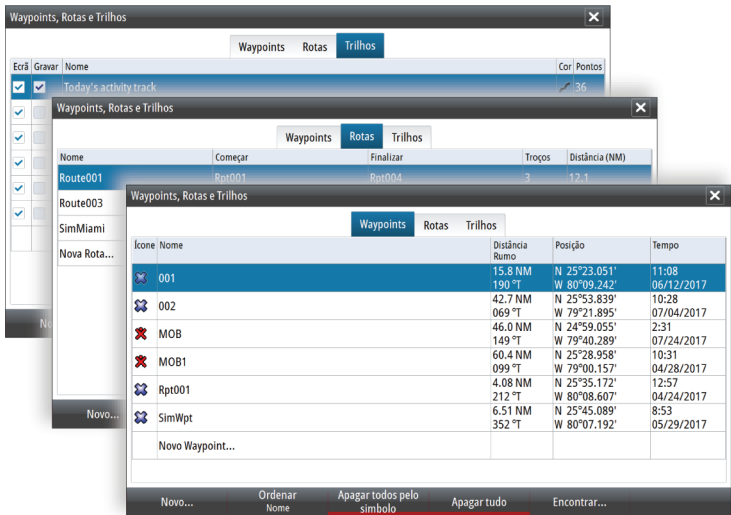 Waypoints, Rotas e Trilhos
Waypoints Rotas Trilhos
Ecrã Gravar Nome Cor Pontos
Today's activity track 36
Waypoints, Rotas e Trilhos
Waypoints Rotas Trilhos
Nome Começar Finalizar Troços Distância (NM)
Route001 Rpt001 Rpt004 3 12.1
Route003
SimMiami
Nova Rota...
Novo...
Waypoints, Rotas e Trilhos
Waypoints Rotas Trilhos
Ícone Nome Distância Posição Tempo
Rumo
001 15.8 NM N 25°23.051' 11:08
190 °T W 80°09.242' 06/12/2017
002 42.7 NM N 25°53.839' 10:28
069 °T W 79°21.895' 07/04/2017
MOB 46.0 NM N 24°59.055' 2:31
149 °T W 79°40.289' 07/24/2017
MOB1 60.4 NM N 25°28.958' 10:31
099 °T W 79°00.157' 04/28/2017
Rpt001 4.08 NM N 25°35.172' 12:57
212 °T W 80°08.607' 04/24/2017
SimWpt 6.51 NM N 25°45.089' 8:53
352 °T W 80°07.192' 05/29/2017
Novo Waypoint...
Novo... Ordenar Apagar todos pelo Apagar tudo Encontrar...
Nome simbolo